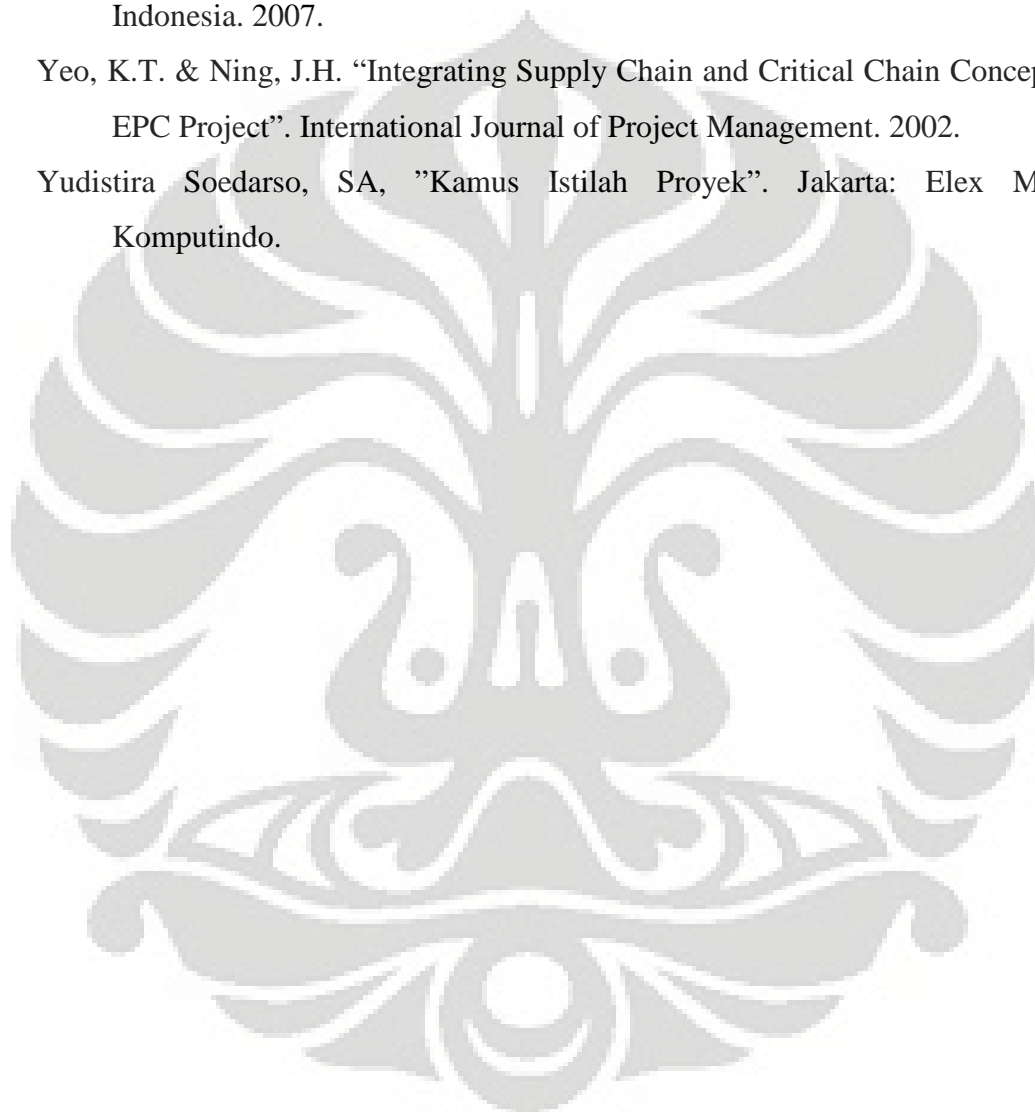 Indonesia. 2007.
Yeo, K.T. & Ning, J.H. “Integrating Supply Chain and Critical Chain
EPC Project”. International Journal of Project Management. 2002.
Yudistira Soedarso, SA, ”Kamus Istilah Proyek”. Jakarta: Elex
Komputindo.